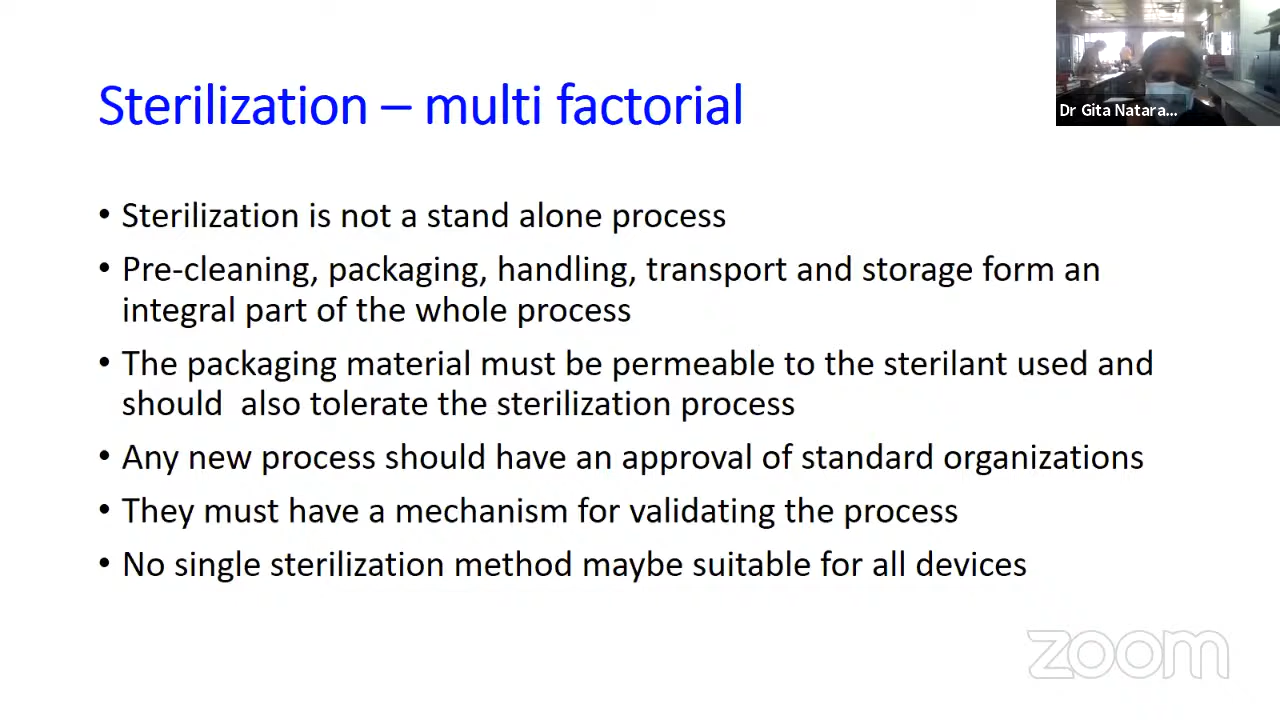 Sterilization – multi factorial
Dr Gita Natara...
• Sterilization is not a stand alone process
• Pre-cleaning, packaging, handling, transport and storage form an
integral part of the whole process
• The packaging material must be permeable to the sterilant used and
should  also tolerate the sterilization process
• Any new process should have an approval of standard organizations
• They must have a mechanism for validating the process
• No single sterilization method maybe suitable for all devices
zoom